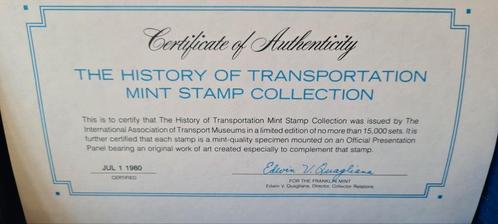 Certificate of Authenticity
THE HISTORY OF TRANSPORTATION
MINT STAMP COLLECTION
This is to certify that The History of Transportation Mint Stamp Collection was issued by The
International Association of Transport Museums in a limited edition of no more than 15,000 sets. It is
further certified that each stamp is a mint-quality specimen mounted on an Official Presentation
Panel bearing an original work of art created especially to complement that stamp.
JUL 1 1980
CERTIFIED
Edwin V. Quagliana
FOR THE FRANKLIN MINT
Edwin V. Quagliana, Director, Collector Relations